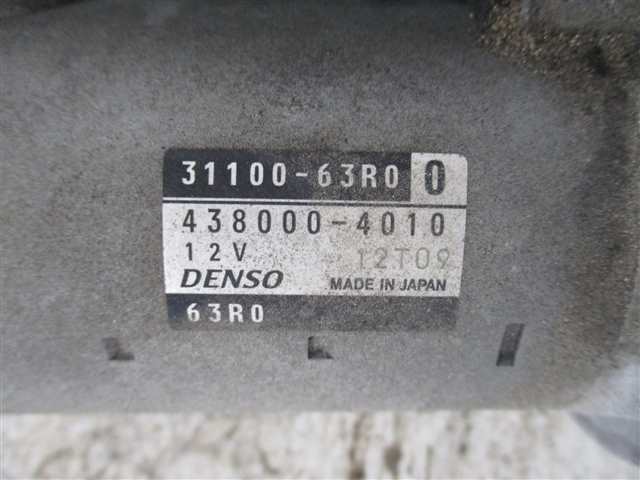 31100-63R0 0
438000-4010
12V 12T09
DENSO MADE IN JAPAN
63R0